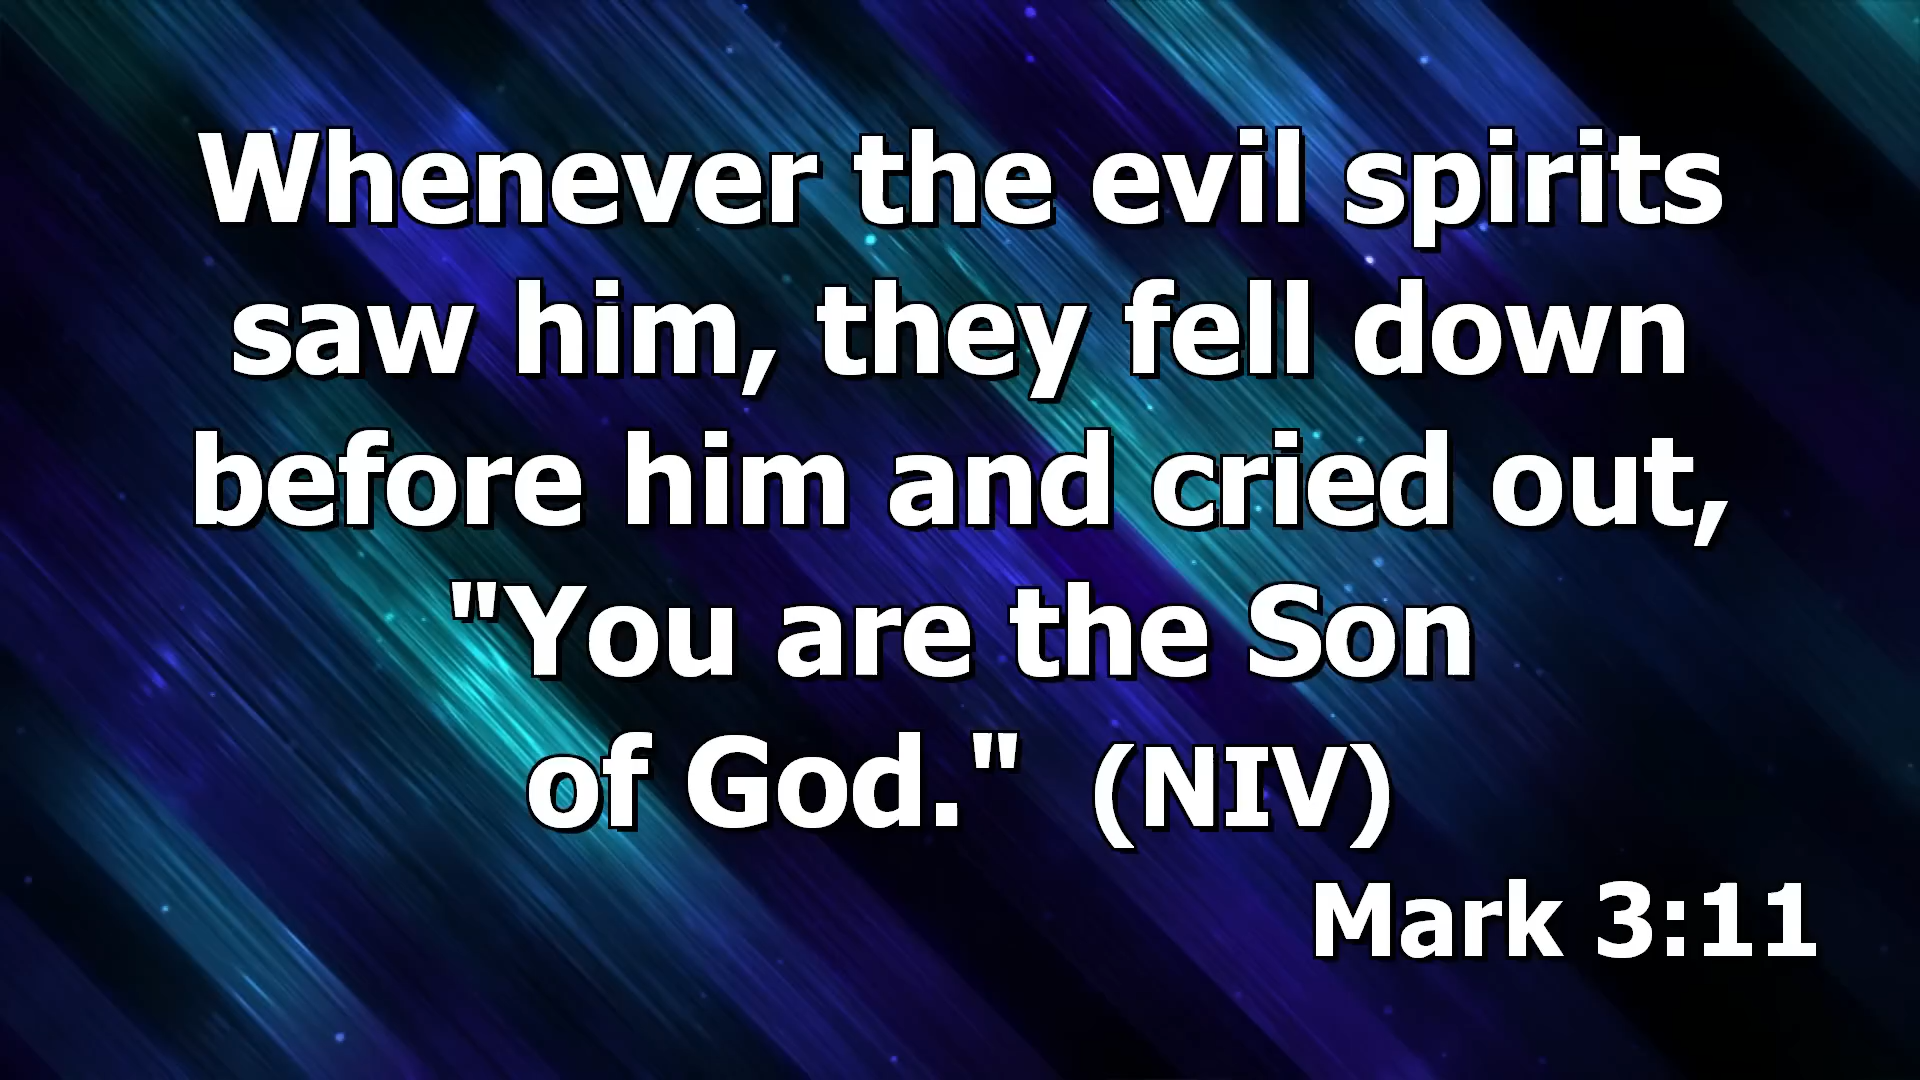 Whenever the evil spirits
saw him, they fell down
before him and cried out,
"You are the Son
of God." (NIV)
Mark 3:11